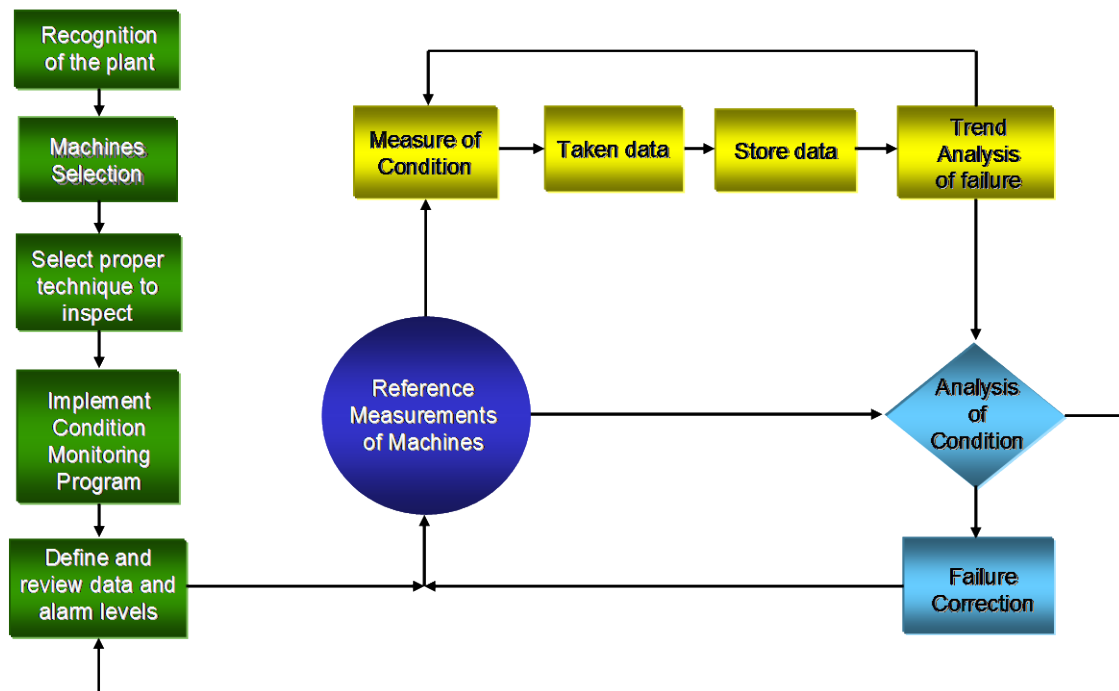 Recognition
of the plant
Machines
Selection
Select proper
technique to
inspect
Implement
Condition
Monitoring
Program
Define and
review data and
alarm levels
Measure of
Condition
Taken data
Store data
Trend
Analysis
of failure
Reference
Measurements
of Machines
Analysis
of
Condition
Failure
Correction